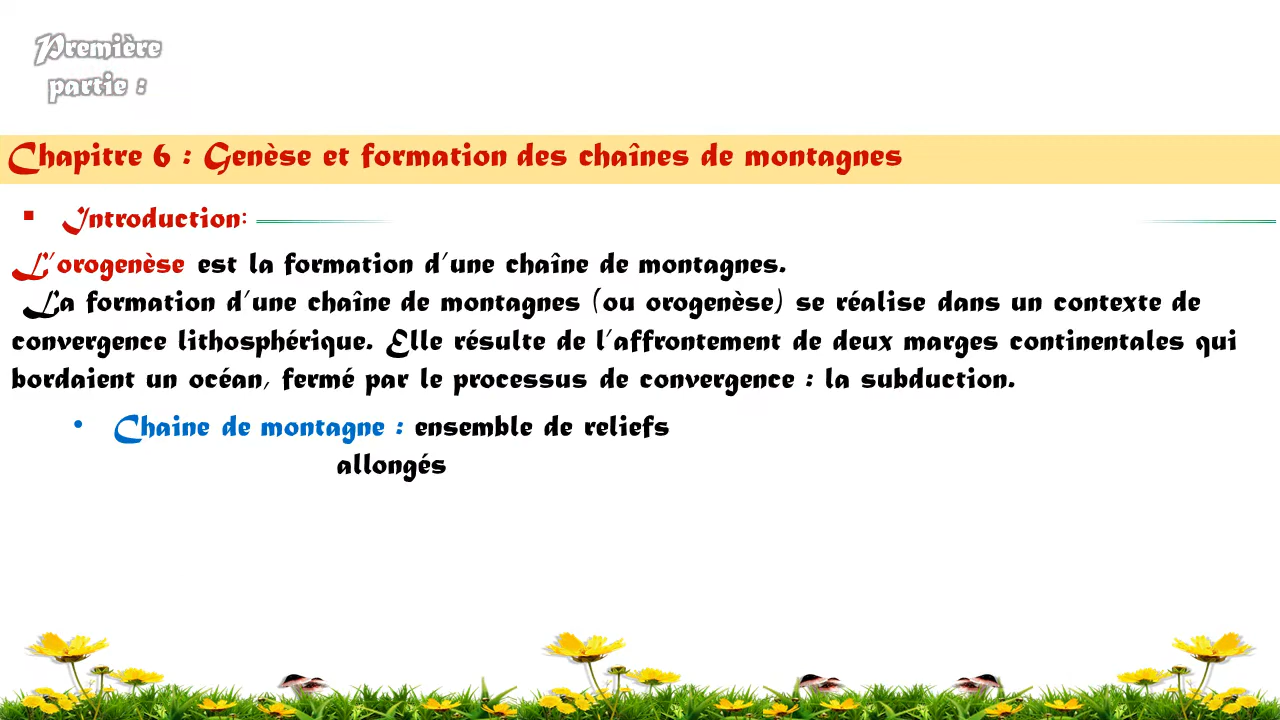 Première
partie :
Chapitre 6 : Genèse et formation des chaînes de montagnes
▪ Introduction:
L'orogenèse est la formation d'une chaîne de montagnes.
La formation d'une chaîne de montagnes (ou orogenèse) se réalise dans un contexte de
convergence lithosphérique. Elle résulte de l'affrontement de deux marges continentales qui
bordaient un océan, fermé par le processus de convergence : la subduction.
• Chaine de montagne : ensemble de reliefs
allongés